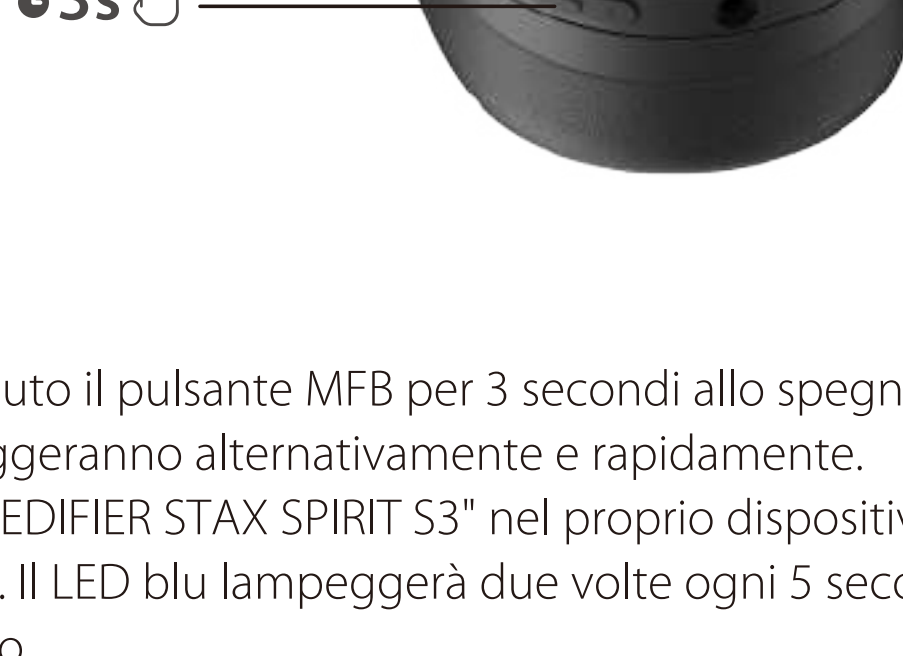 3s
uto il pulsante MFB per 3 secondi allo spegn
ggeranno alternativamente e rapidamente.
EDIFIER STAX SPIRIT S3" nel proprio dispositiv
. Il LED blu lampeggerà due volte ogni 5 seco
o.